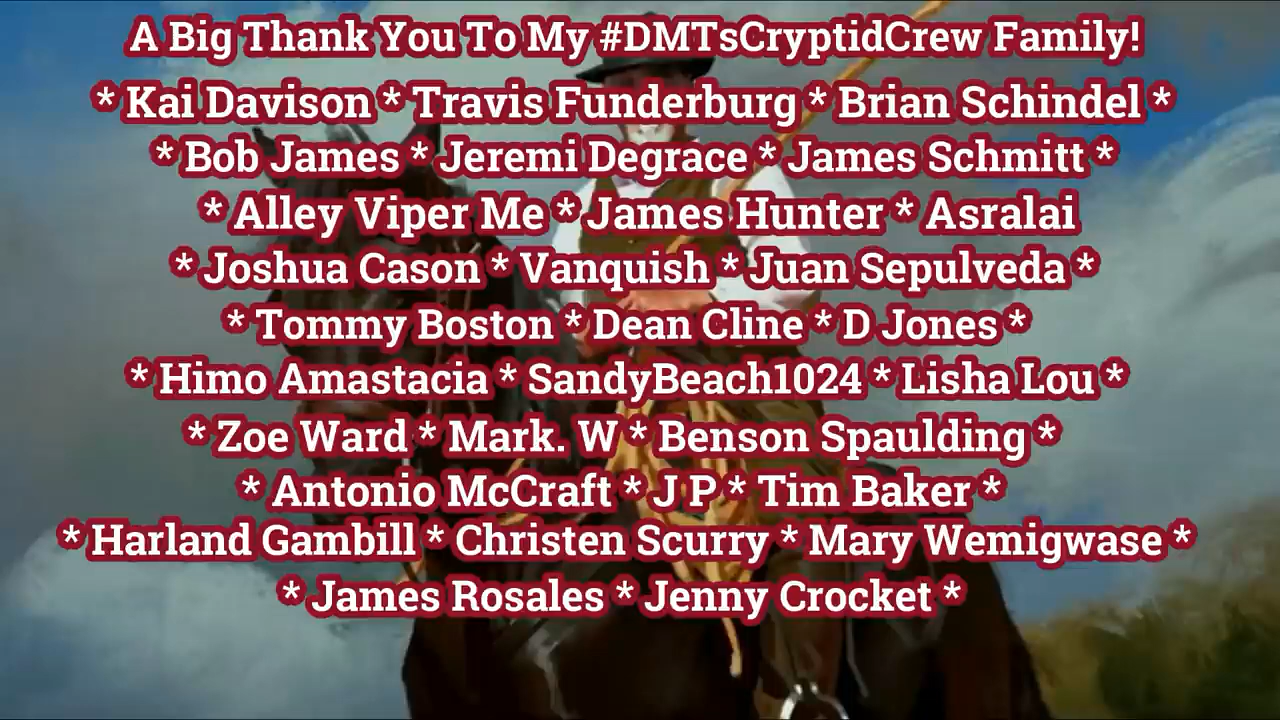 A Big Thank You To My #DMTsCryptidCrew Family!
* Kai Davison * Travis Funderburg * Brian Schindel *
* Bob James * Jeremi Degrace * James Schmitt *
* Alley Viper Me * James Hunter * Asralai
* Joshua Cason * Vanquish * Juan Sepulveda *
* Tommy Boston * Dean Cline * D Jones *
* Himo Amastacia * SandyBeach1024 * Lisha Lou *
* Zoe Ward * Mark. W * Benson Spaulding *
* Antonio McCraft * J P * Tim Baker *
* Harland Gambill * Christen Scurry * Mary Wemigwase *
* James Rosales * Jenny Crocket *